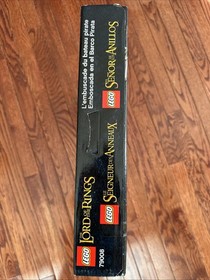 L'embuscade du bateau pirate
Emboscada en el Barco Pirata
LEGO
EL SEÑOR DE LOS ANILLOS
LEGO
LE SEIGNEUR DES ANNEAUX
LEGO
THE LORD OF THE RINGS
LEGO
79008